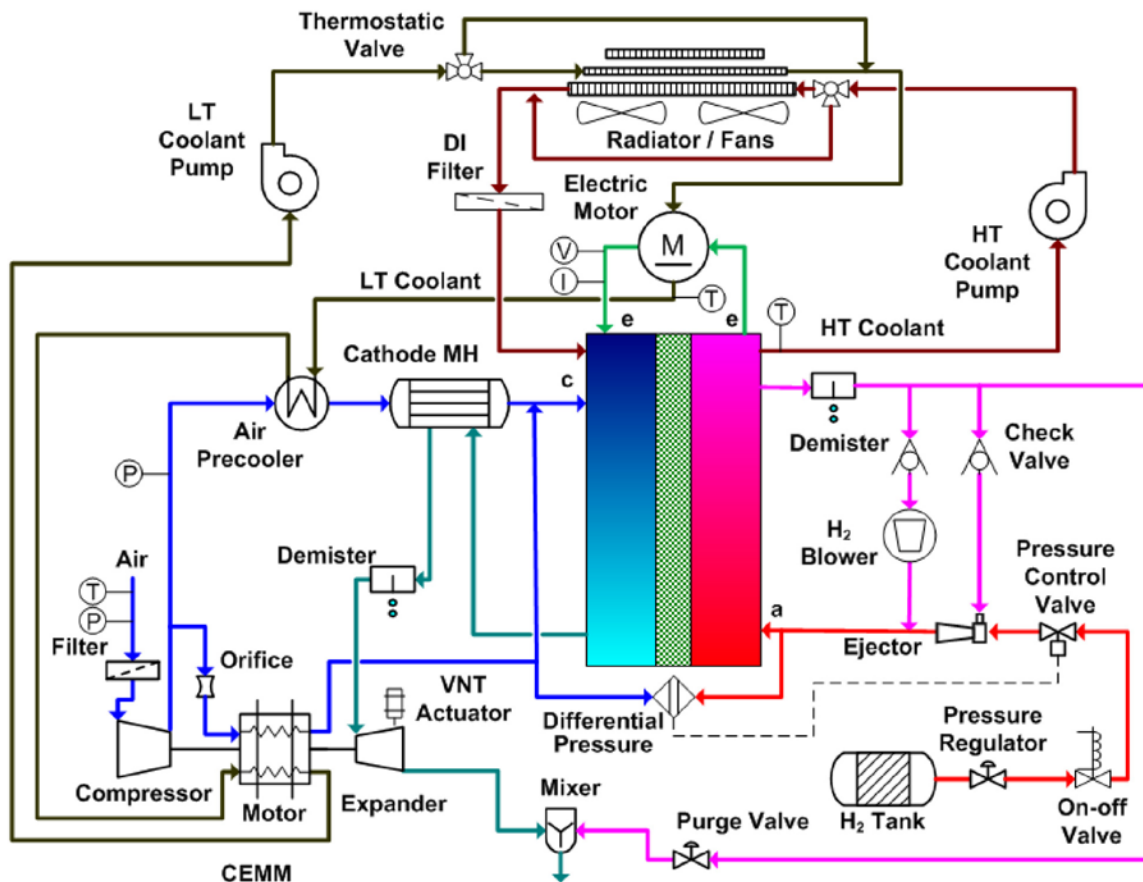 Thermostatic
Valve
LT
Coolant
Pump
DI
Filter
Radiator / Fans
Electric
Motor
M
HT
Coolant
Pump
V
I
LT Coolant
T
T
e
e
HT Coolant
Cathode MH
c
Air
Precooler
Demister
Check
Valve
P
H2
Blower
Pressure
Control
Valve
Air
Demister
T
P
a
Filter
Orifice
Ejector
VNT
Actuator
Differential
Pressure
Pressure
Regulator
Compressor
Motor
Expander
Mixer
Purge Valve
H2 Tank
On-off
Valve
CEMM